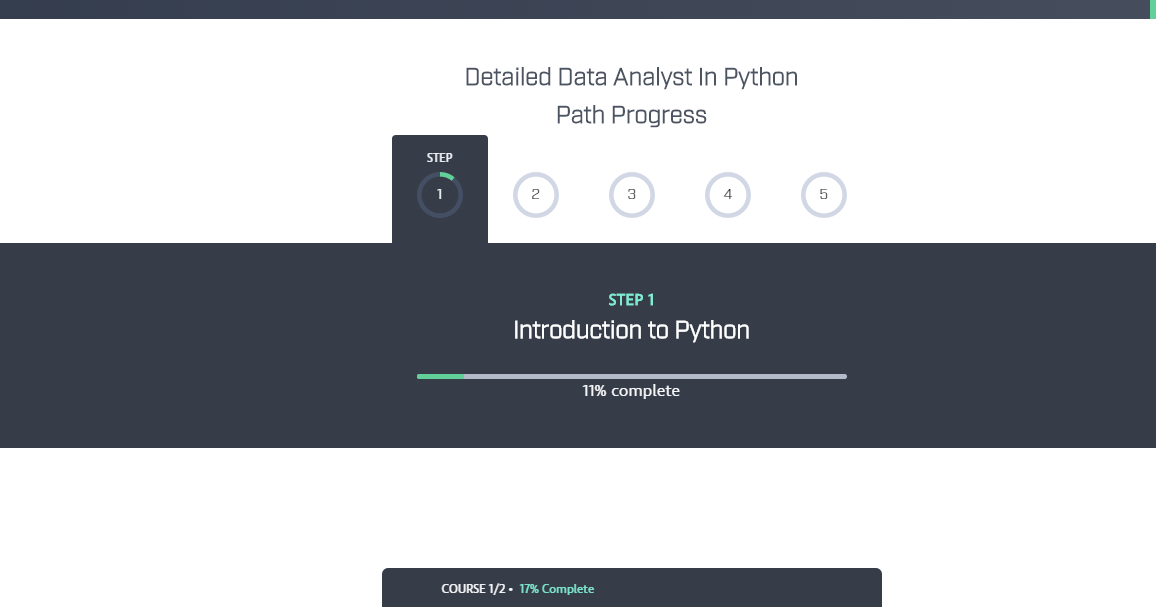 Detailed Data Analyst In Python
Path Progress
STEP
1 2 3 4 5
STEP 1
Introduction to Python
11% complete
COURSE 1/2 • 17% Complete